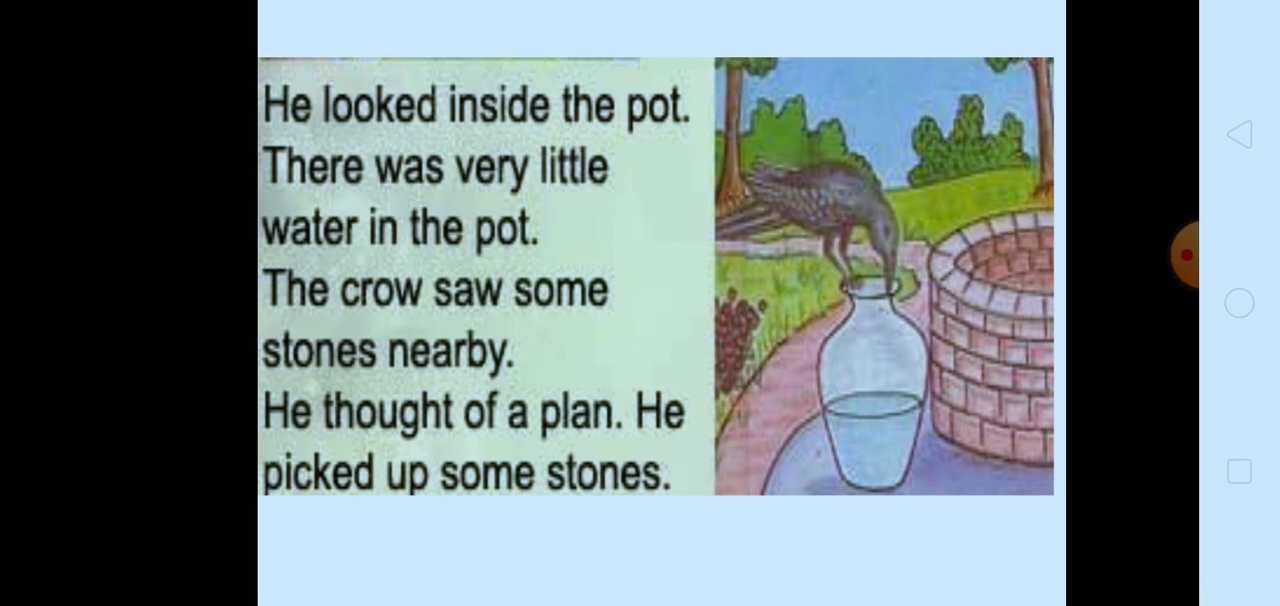 He looked inside the pot.
There was very little
water in the pot.
The crow saw some
stones nearby.
He thought of a plan. He
picked up some stones.